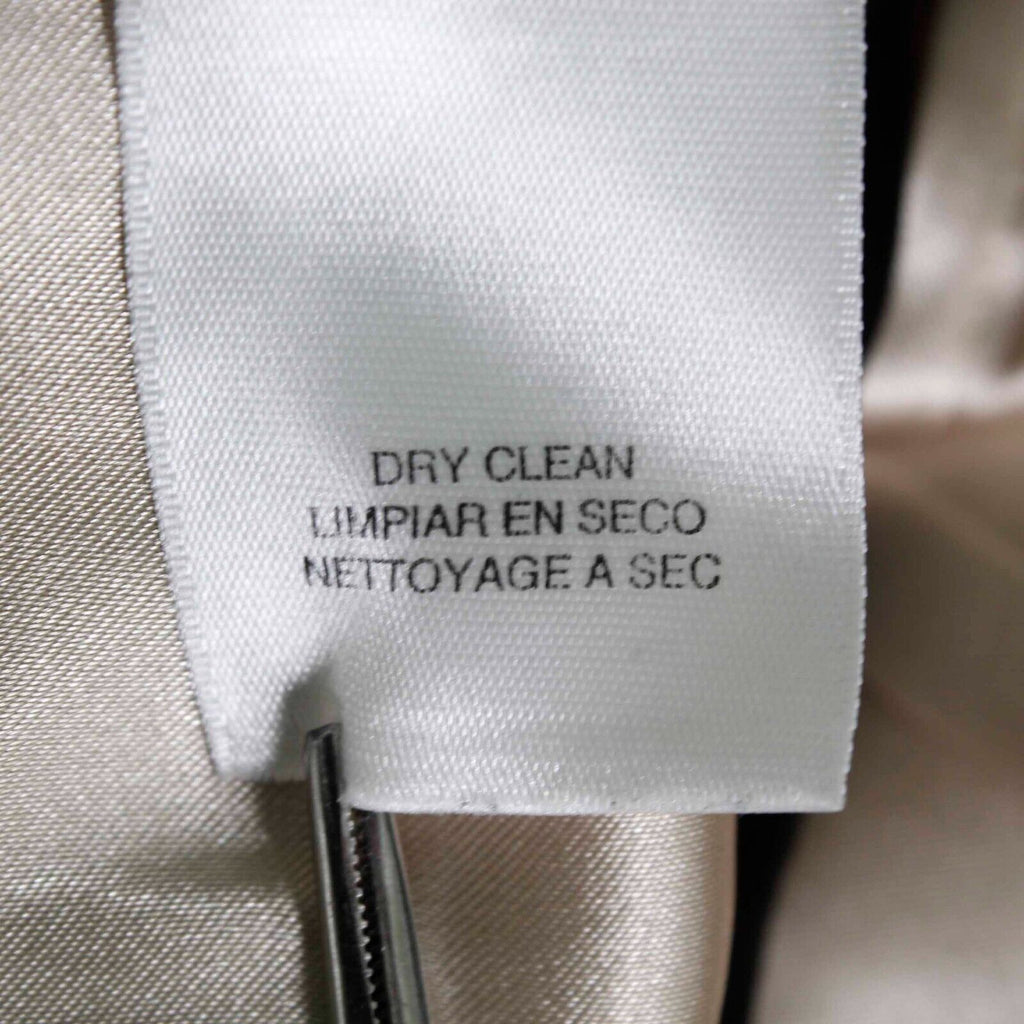 DRY CLEAN
LIMPIAR EN SECO
NETTOYAGE A SEC